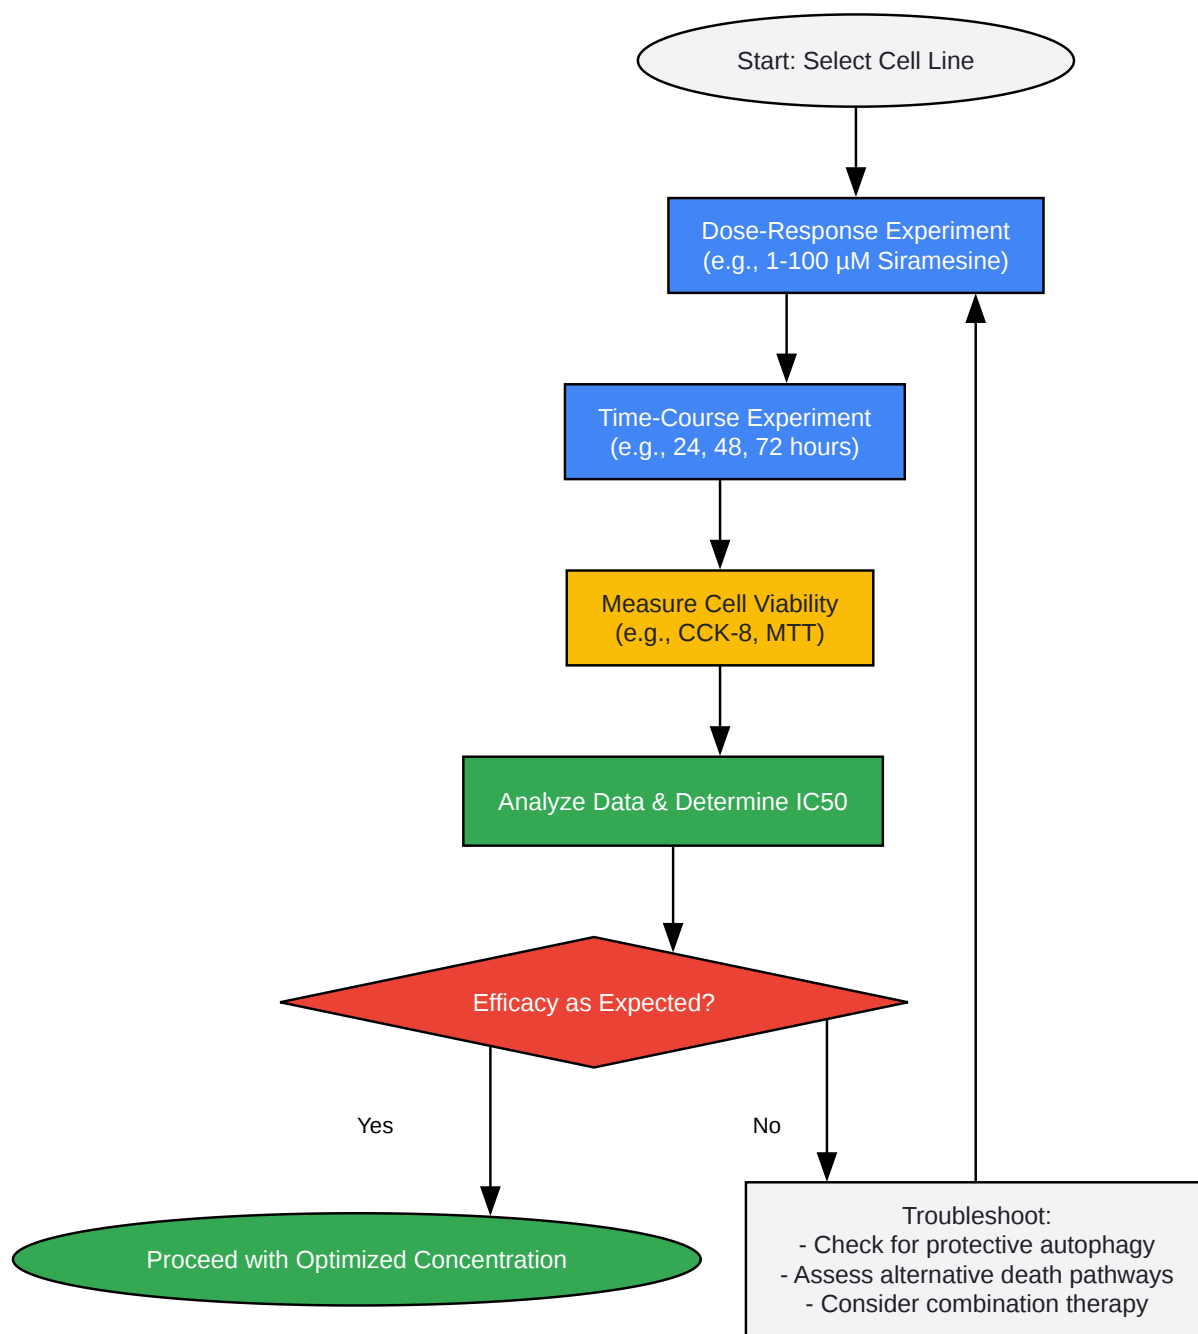 Start: Select Cell Line
Dose-Response Experiment
(e.g., 1-100 µM Siramesine)
Time-Course Experiment
(e.g., 24, 48, 72 hours)
Measure Cell Viability
(e.g., CCK-8, MTT)
Analyze Data & Determine IC50
Efficacy as Expected?
Yes
No
Proceed with Optimized Concentration
Troubleshoot:
- Check for protective autophagy
- Assess alternative death pathways
- Consider combination therapy